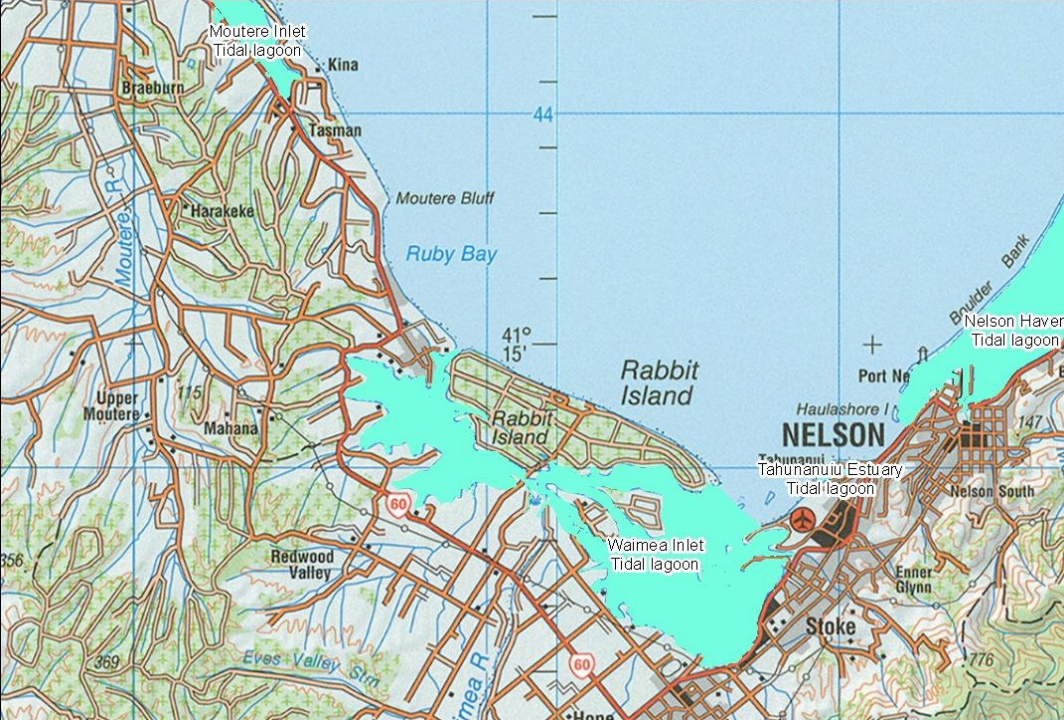 Moutere Inlet
Tidal lagoon
Kina
Braeburn
44
Tasman
Moutere R
Harakeke
Moutere Bluff
Ruby Bay
Boulder Bank
Nelson Haven
Tidal lagoon
41°
15'
Rabbit
Island
Port Ne
Haulashore I
115
Upper
Moutere
Mahana
Rabbit
Island
NELSON
147
Tahunanui
Tahunanuiu Estuary
Tidal lagoon
Nelson South
60
Waimea Inlet
Tidal lagoon
356
Redwood
Valley
Enner
Glynn
Stoke
369
Eves Valley Stm
imea R
60
776
Hope